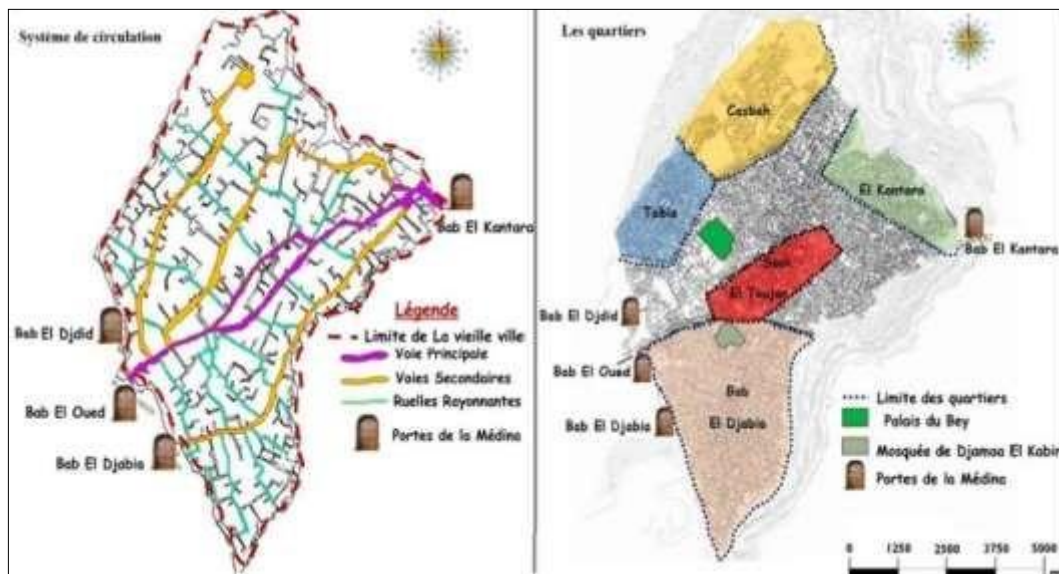 Système de circulation
Bab El Kantara
Bab El Djdid
Bab El Oued
Bab El Djabia
Légende
Limite de La vieille ville
Voie Principale
Voies Secondaires
Ruelles Rayonnantes
Portes de la Médina
Les quartiers
Casbah
Tabia
El Kantara
Bab El Kantara
Souk
El Toujar
Bab El Djdid
Bab El Oued
Bab El Djabia
Bab
El Djabia
Limite des quartiers
Palais du Bey
Mosquée de Djamaa El Kabir
Portes de la Médina
0 1250 2500 3750 5000